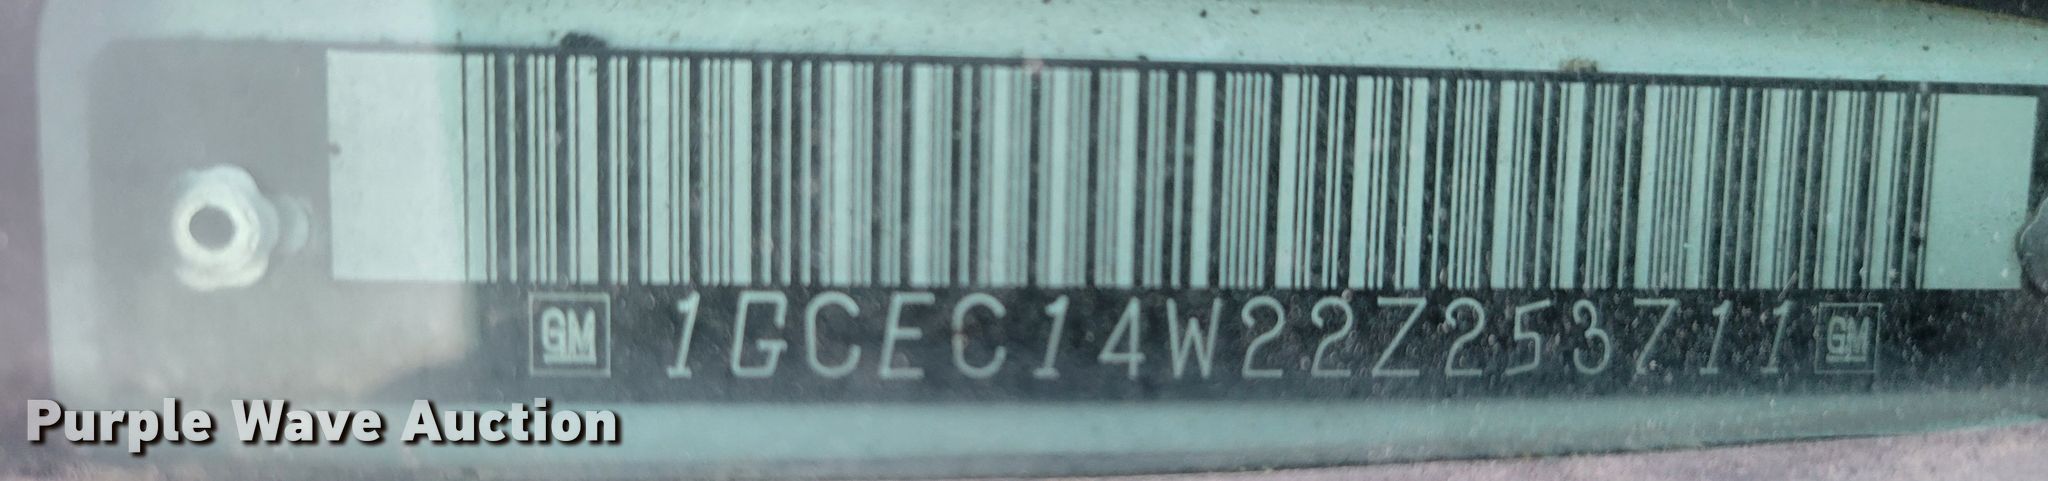 GM 1GCEC14W22Z253711 GM
Purple Wave Auction